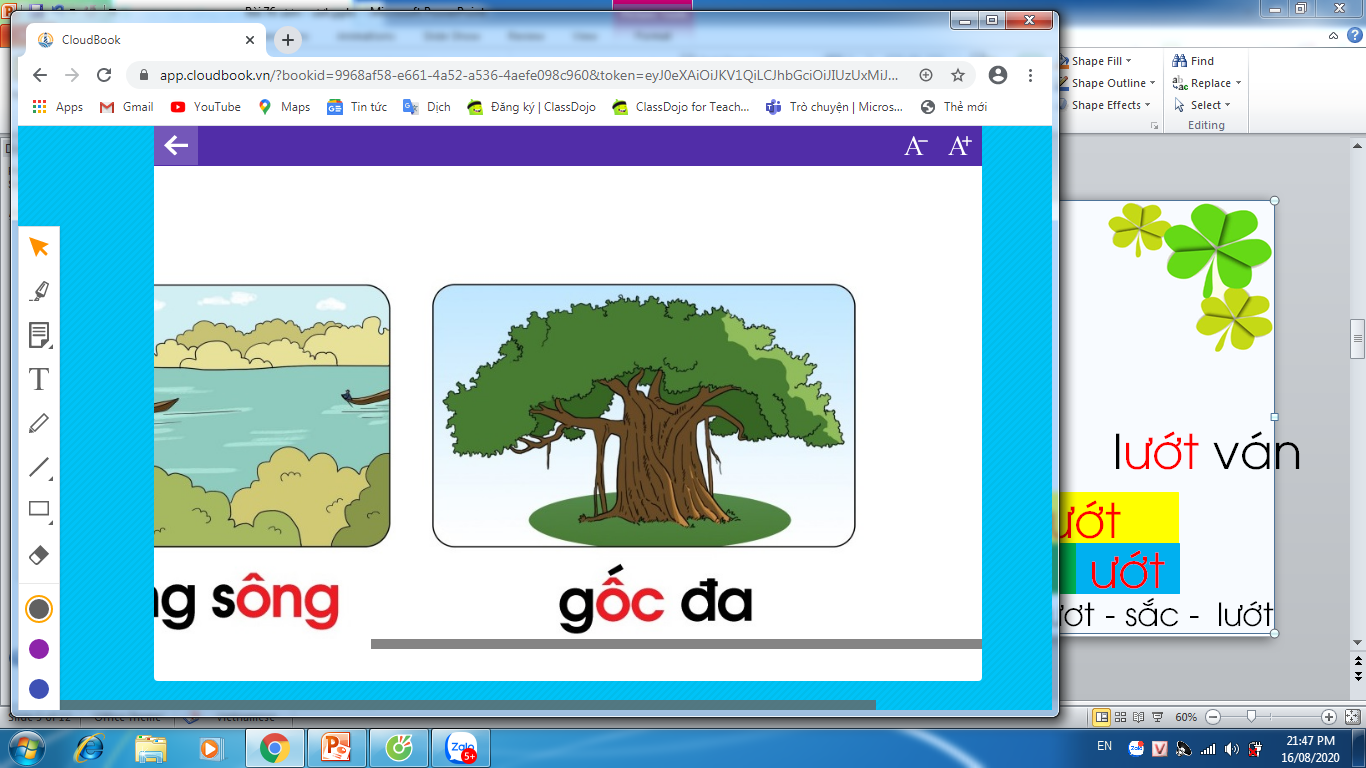 CloudBook
app.cloudbook.vn/?bookid=9968af58-e661-4a52-a536-4aefe098c960&token=eyJ0eXAiOiJKV1QiLCJhbGciOiJIUzUxMiJ...
Apps Gmail YouTube Maps Tin tức Dịch Đăng ký | ClassDojo ClassDojo for Teach... Trò chuyện | Micros... Thẻ mới
A- A+
T
ng sông
gốc đa
Shape Fill
Shape Outline
Shape Effects
Find
Replace
Select
Editing
lướt ván
ướt
ướt
ươt - sắc - lướt
60%
Zalo 5+
EN
21:47 PM
16/08/2020